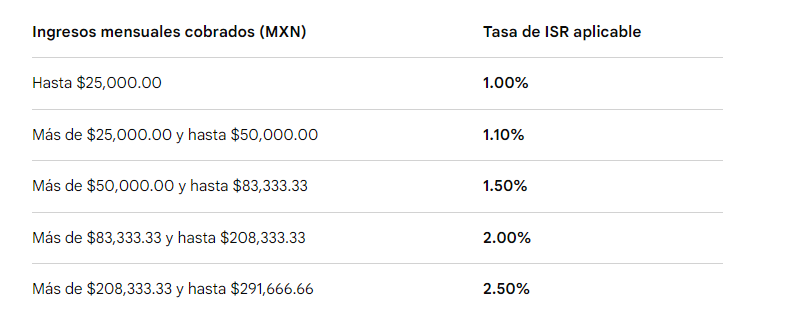 Ingresos mensuales cobrados (MXN) Tasa de ISR aplicable
Hasta $25,000.00 1.00%
Más de $25,000.00 y hasta $50,000.00 1.10%
Más de $50,000.00 y hasta $83,333.33 1.50%
Más de $83,333.33 y hasta $208,333.33 2.00%
Más de $208,333.33 y hasta $291,666.66 2.50%